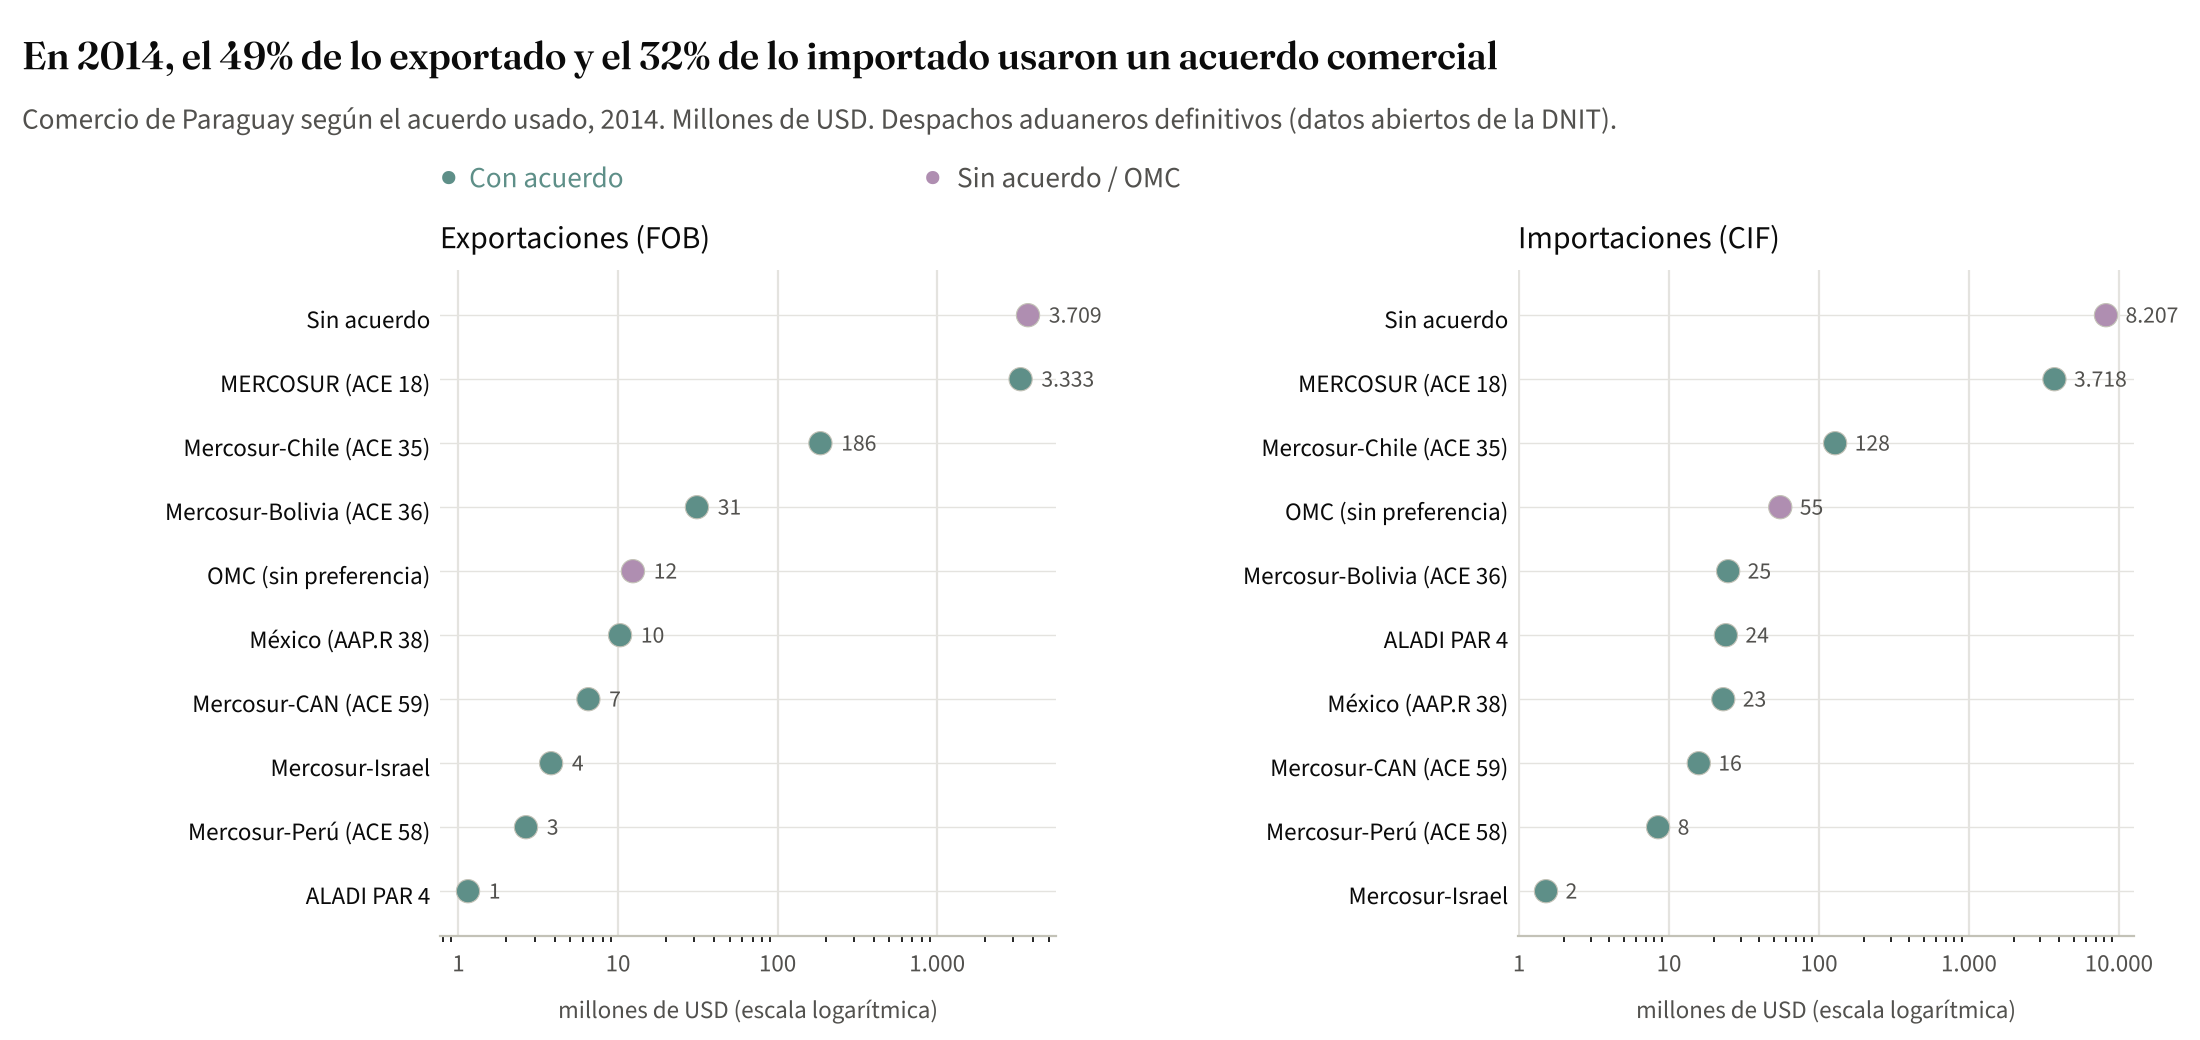 En 2014, el 49% de lo exportado y el 32% de lo importado usaron un acuerdo comercial
Comercio de Paraguay según el acuerdo usado, 2014. Millones de USD. Despachos aduaneros definitivos (datos abiertos de la DNIT).
Con acuerdo
Sin acuerdo / OMC
Exportaciones (FOB)
Sin acuerdo 3.709
MERCOSUR (ACE 18) 3.333
Mercosur-Chile (ACE 35) 186
Mercosur-Bolivia (ACE 36) 31
OMC (sin preferencia) 12
México (AAP.R 38) 10
Mercosur-CAN (ACE 59) 7
Mercosur-Israel 4
Mercosur-Perú (ACE 58) 3
ALADI PAR 4 1
1 10 100 1.000
millones de USD (escala logarítmica)
Importaciones (CIF)
Sin acuerdo 8.207
MERCOSUR (ACE 18) 3.718
Mercosur-Chile (ACE 35) 128
OMC (sin preferencia) 55
Mercosur-Bolivia (ACE 36) 25
ALADI PAR 4 24
México (AAP.R 38) 23
Mercosur-CAN (ACE 59) 16
Mercosur-Perú (ACE 58) 8
Mercosur-Israel 2
1 10 100 1.000 10.000
millones de USD (escala logarítmica)